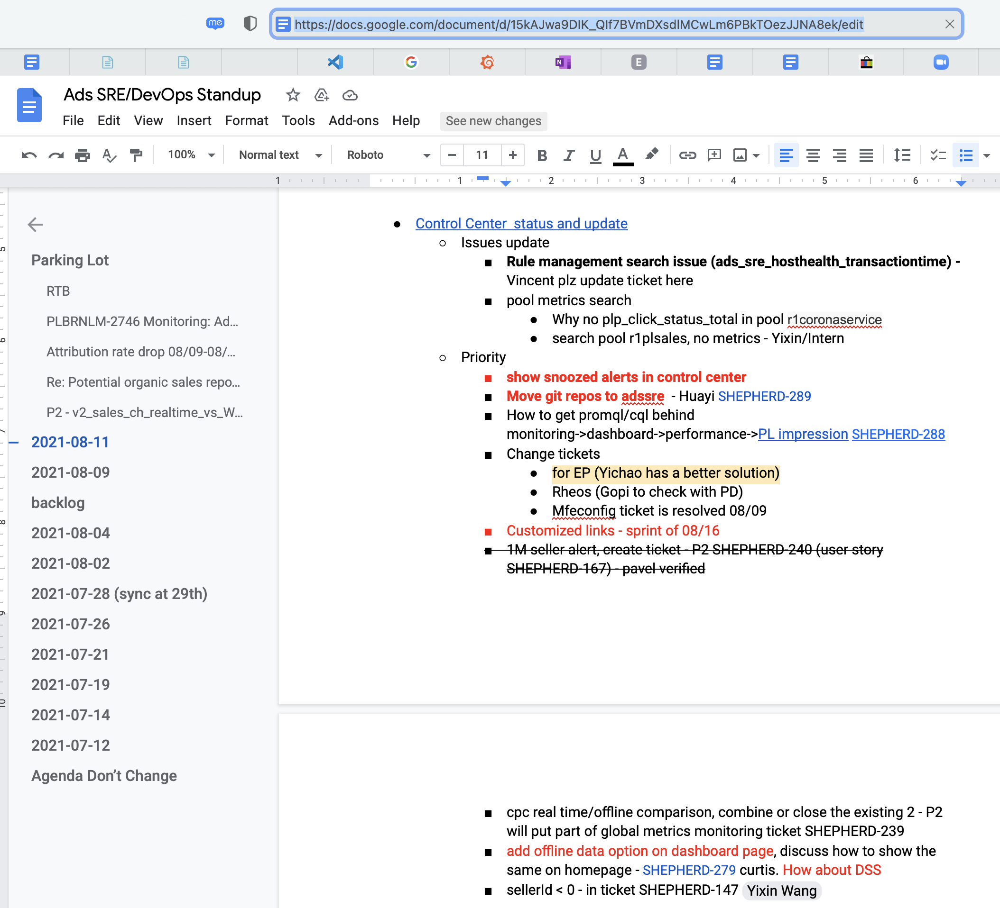 me
https://docs.google.com/document/d/15kAJwa9DIK_Qlf7BVmDXsdlMCwLm6PBkTOezJJNA8ek/edit
N
E
Ads SRE/DevOps Standup
File Edit View Insert Format Tools Add-ons Help See new changes
100% Normal text Roboto 11 B I U A
1 1 2 3 4 5 6
5
6
7
8
9
10
Parking Lot
RTB
PLBRNLM-2746 Monitoring: Ad...
Attribution rate drop 08/09-08/...
Re: Potential organic sales repo...
P2 - v2_sales_ch_realtime_vs_W...
2021-08-11
2021-08-09
backlog
2021-08-04
2021-08-02
2021-07-28 (sync at 29th)
2021-07-26
2021-07-21
2021-07-19
2021-07-14
2021-07-12
Agenda Don't Change
Control Center  status and update
Issues update
Rule management search issue (ads_sre_hosthealth_transactiontime) -
Vincent plz update ticket here
pool metrics search
Why no plp_click_status_total in pool r1coronaservice
search pool r1plsales, no metrics - Yixin/Intern
Priority
show snoozed alerts in control center
Move git repos to adssre  - Huayi SHEPHERD-289
How to get promql/cql behind
monitoring->dashboard->performance->PL impression SHEPHERD-288
Change tickets
for EP (Yichao has a better solution)
Rheos (Gopi to check with PD)
Mfeconfig ticket is resolved 08/09
Customized links - sprint of 08/16
1M seller alert, create ticket - P2 SHEPHERD-240 (user story
SHEPHERD-167) - pavel verified
cpc real time/offline comparison, combine or close the existing 2 - P2
will put part of global metrics monitoring ticket SHEPHERD-239
add offline data option on dashboard page, discuss how to show the
same on homepage - SHEPHERD-279 curtis. How about DSS
sellerId < 0 - in ticket SHEPHERD-147 Yixin Wang